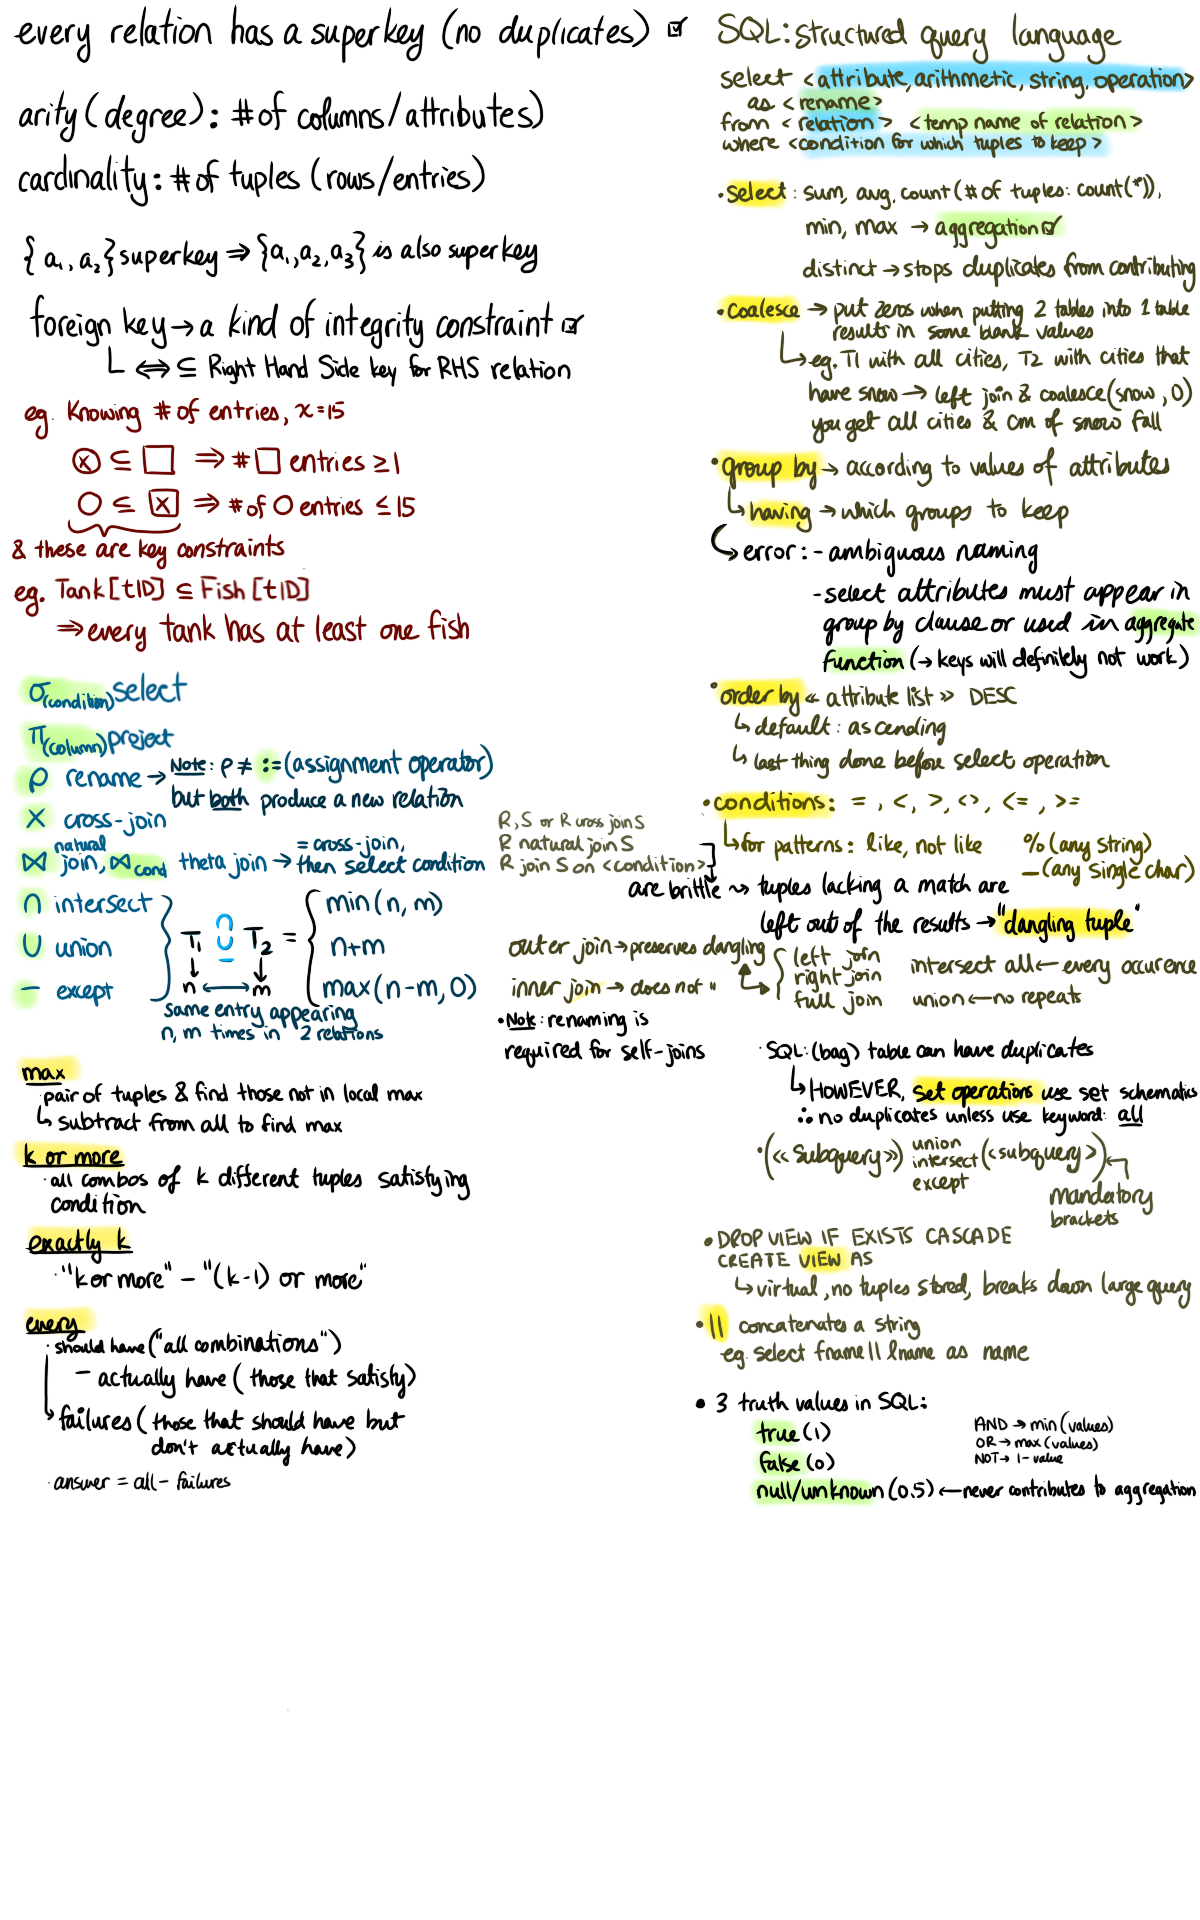 every relation has a superkey (no duplicates) ☑
arity (degree): # of columns/attributes)
cardinality: # of tuples (rows/entries)
{a₁, a₂} superkey ⇒ {a₁, a₂, a₃} is also superkey
foreign key → a kind of integrity constraint ☑
⇔ ⊆ Right Hand Side key for RHS relation
eg. Knowing # of entries, x = 15
ⓧ ⊆ □ ⇒ # □ entries ≥ 1
○ ⊆ ☒ ⇒ # of ○ entries ≤ 15
& these are key constraints
eg. Tank[tID] ⊆ Fish[tID]
⇒ every tank has at least one fish
σ(condition) select
π(column) project
ρ rename → Note: ρ ≠ := (assignment operator)
but both produce a new relation
× cross-join
⋈ natural join, ⋈cond theta join → = cross-join,
then select condition
∩ intersect
∪ union
− except
T₁ ∩ ∪ − T₂ = { min(n, m)
n+m
max(n-m, 0)
n ↔ m
same entry appearing
n, m times in 2 relations
max
pair of tuples & find those not in local max
↳ subtract from all to find max
k or more
· all combos of k different tuples satisfying
condition
exactly k
· "k or more" − "(k-1) or more"
every
· should have ("all combinations")
− actually have (those that satisfy)
↳ failures (those that should have but
don't actually have)
· answer = all − failures
SQL: structured query language
select <attribute, arithmetic, string, operation>
as <rename>
from <relation> <temp name of relation>
where <condition for which tuples to keep>
• select: sum, avg, count (# of tuples: count(*)),
min, max → aggregation ☑
distinct → stops duplicates from contributing
• coalesce → put zeros when putting 2 tables into 1 table
results in some blank values
↳ eg. T1 with all cities, T2 with cities that
have snow → left join & coalesce(snow, 0)
you get all cities & cm of snow fall
• group by → according to values of attributes
↳ having → which groups to keep
↳ error: - ambiguous naming
- select attributes must appear in
group by clause or used in aggregate
function (→ keys will definitely not work)
• order by << attribute list >> DESC
↳ default: ascending
↳ last thing done before select operation
• conditions: =, <, >, <>, <=, >=
↳ for patterns: like, not like % (any string)
_ (any single char)
R, S or R cross join S
R natural join S
R join S on <condition>
are brittle ⇝ tuples lacking a match are
left out of the results → "dangling tuple"
outer join → preserves dangling
inner join → does not "
left join
right join
full join
intersect all ← every occurence
union ← no repeats
• Note: renaming is
required for self-joins
· SQL: (bag) table can have duplicates
↳ HOWEVER, set operations use set schematics
∴ no duplicates unless use keyword: all
· (<<subquery>>) union
intersect
except (<subquery>)
mandatory
brackets
• DROP VIEW IF EXISTS CASCADE
CREATE VIEW AS
↳ virtual, no tuples stored, breaks down large query
• || concatenates a string
eg. select fname || lname as name
• 3 truth values in SQL:
true (1)
false (0)
null/unknown (0.5) ← never contributes to aggregation
AND → min (values)
OR → max (values)
NOT → 1-value